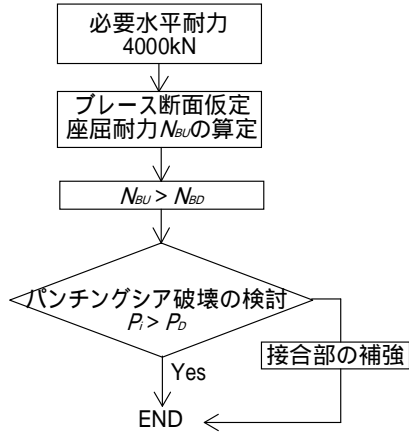 必要水平耐力
4000kN
ブレース断面仮定
座屈耐力NBUの算定
NBU > NBD
パンチングシア破壊の検討
Pi > PD
接合部の補強
Yes
END